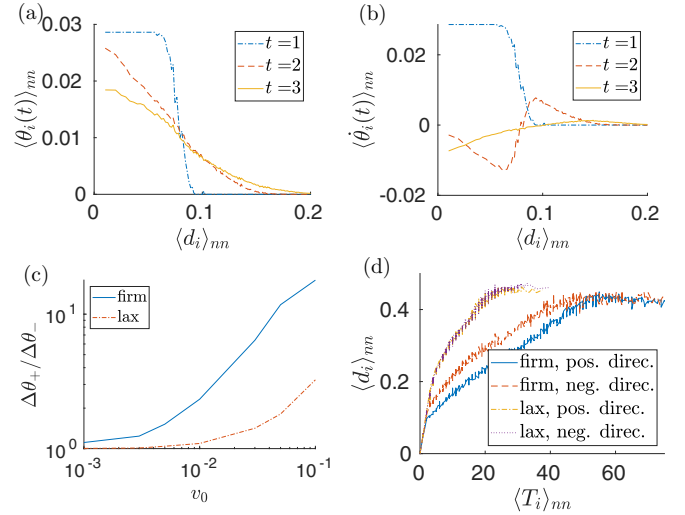 (a)
0.03
0.02
0.01
0
0
0.1
0.2
⟨θ_i(t)⟩_nn
⟨d_i⟩_nn
t = 1
t = 2
t = 3
(b)
0.02
0
-0.02
0
0.1
0.2
⟨θ̇_i(t)⟩_nn
⟨d_i⟩_nn
t = 1
t = 2
t = 3
(c)
10^1
10^0
10^-3
10^-2
10^-1
Δθ_+/Δθ_-
v_0
firm
lax
(d)
0.4
0.2
0
0
20
40
60
⟨d_i⟩_nn
⟨T_i⟩_nn
firm, pos. direc.
firm, neg. direc.
lax, pos. direc.
lax, neg. direc.